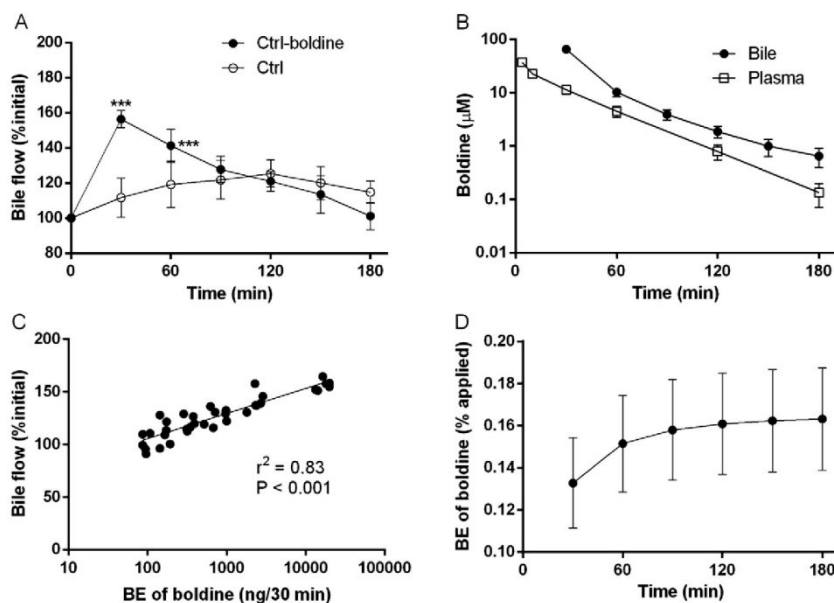 A
Ctrl-boldine
Ctrl
***
***
Bile flow (%initial)
200
180
160
140
120
100
80
0
60
120
180
Time (min)
B
Bile
Plasma
Boldine (μM)
100
10
1
0.1
0.01
0
60
120
180
Time (min)
C
Bile flow (%initial)
200
150
100
50
0
r² = 0.83
P < 0.001
10
100
1000
10000
100000
BE of boldine (ng/30 min)
D
BE of boldine (% applied)
0.20
0.18
0.16
0.14
0.12
0.10
0
60
120
180
Time (min)